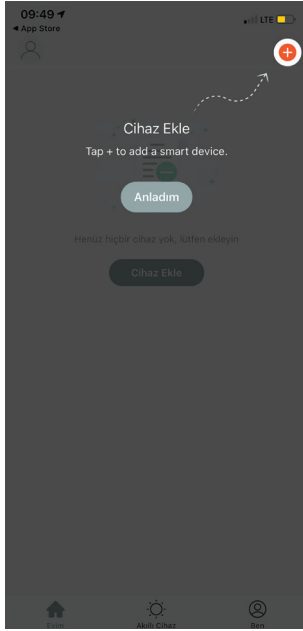 09:49
◄ App Store
LTE
Cihaz Ekle
Tap + to add a smart device.
Anladım
Henüz hiçbir cihaz yok, lütfen ekleyin
Cihaz Ekle
Evim
Akıllı Cihaz
Ben